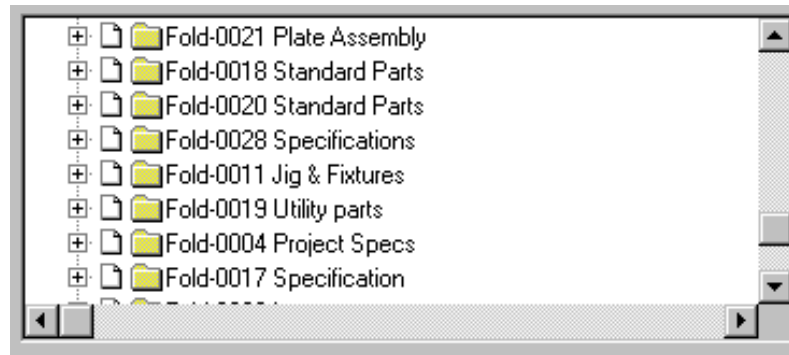 Fold-0021 Plate Assembly
Fold-0018 Standard Parts
Fold-0020 Standard Parts
Fold-0028 Specifications
Fold-0011 Jig & Fixtures
Fold-0019 Utility parts
Fold-0004 Project Specs
Fold-0017 Specification